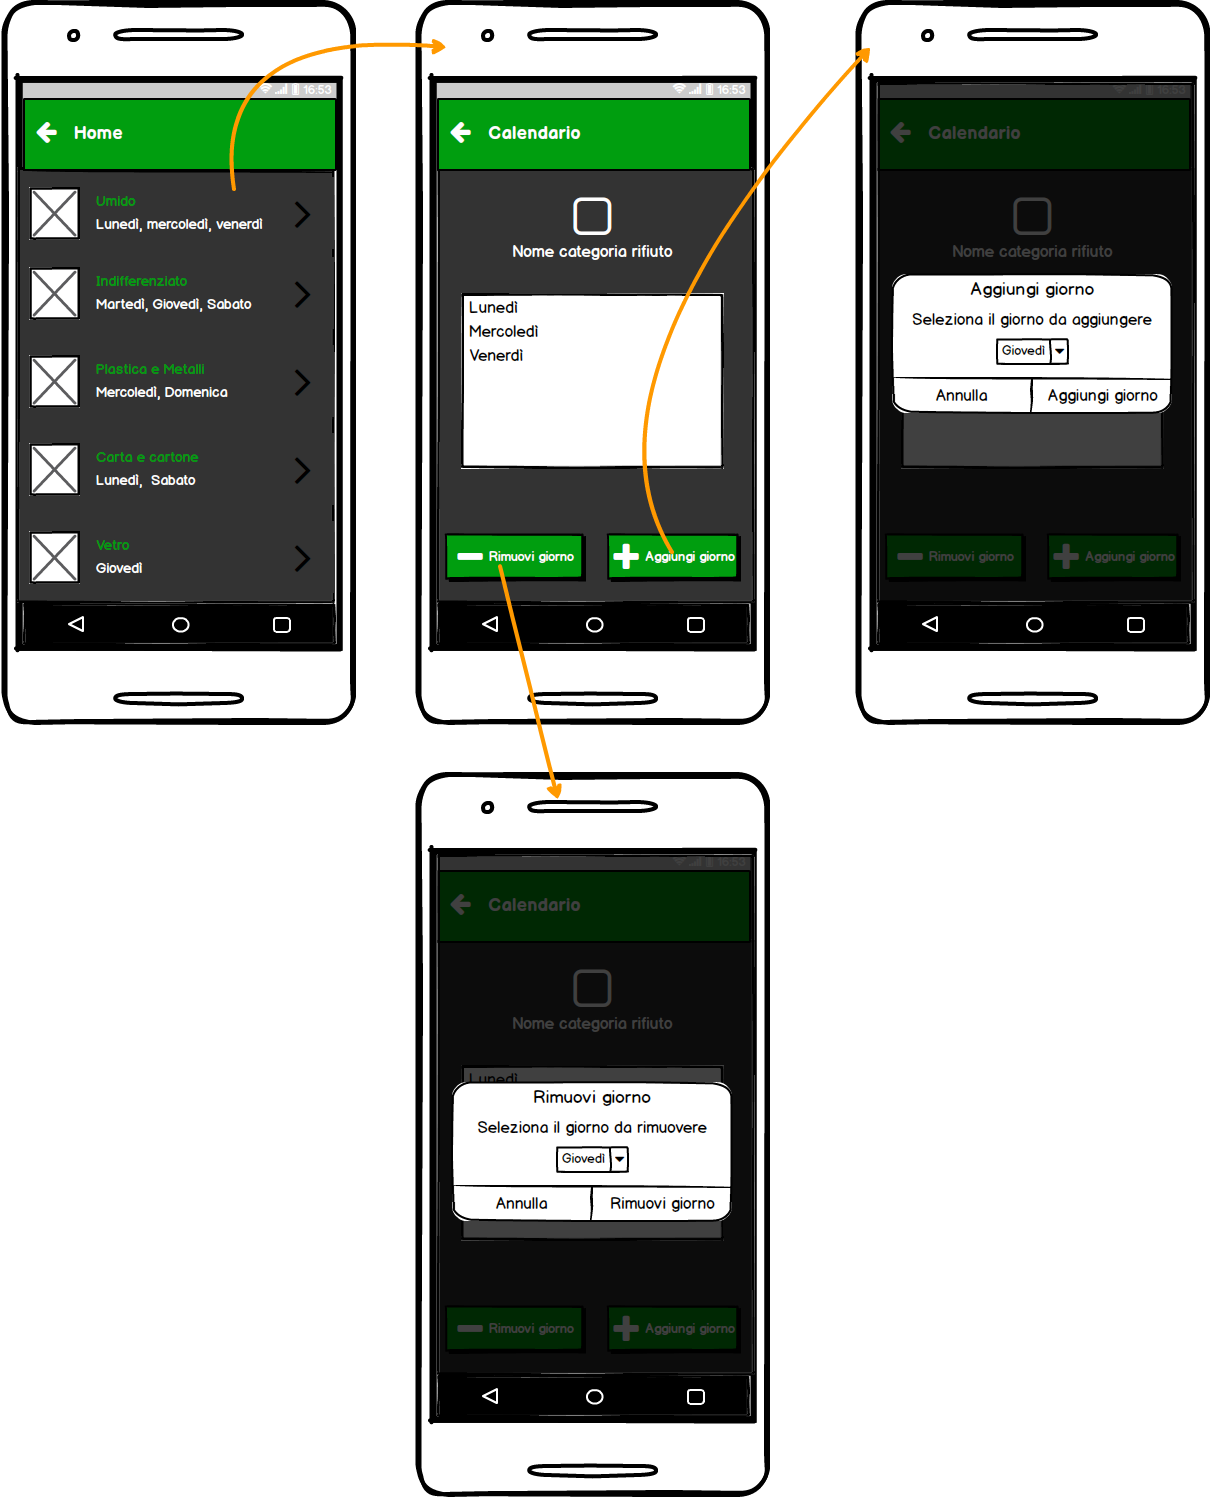 16:53
Home
Umido
Lunedì, mercoledì, venerdì
Indifferenziato
Martedì, Giovedì, Sabato
Plastica e Metalli
Mercoledì, Domenica
Carta e cartone
Lunedì, Sabato
Vetro
Giovedì
16:53
Calendario
Nome categoria rifiuto
Lunedì
Mercoledì
Venerdì
Rimuovi giorno
Aggiungi giorno
16:53
Calendario
Nome categoria rifiuto
Aggiungi giorno
Seleziona il giorno da aggiungere
Giovedì
Annulla
Aggiungi giorno
Rimuovi giorno
Aggiungi giorno
16:53
Calendario
Nome categoria rifiuto
Lunedì
Rimuovi giorno
Seleziona il giorno da rimuovere
Giovedì
Annulla
Rimuovi giorno
Rimuovi giorno
Aggiungi giorno